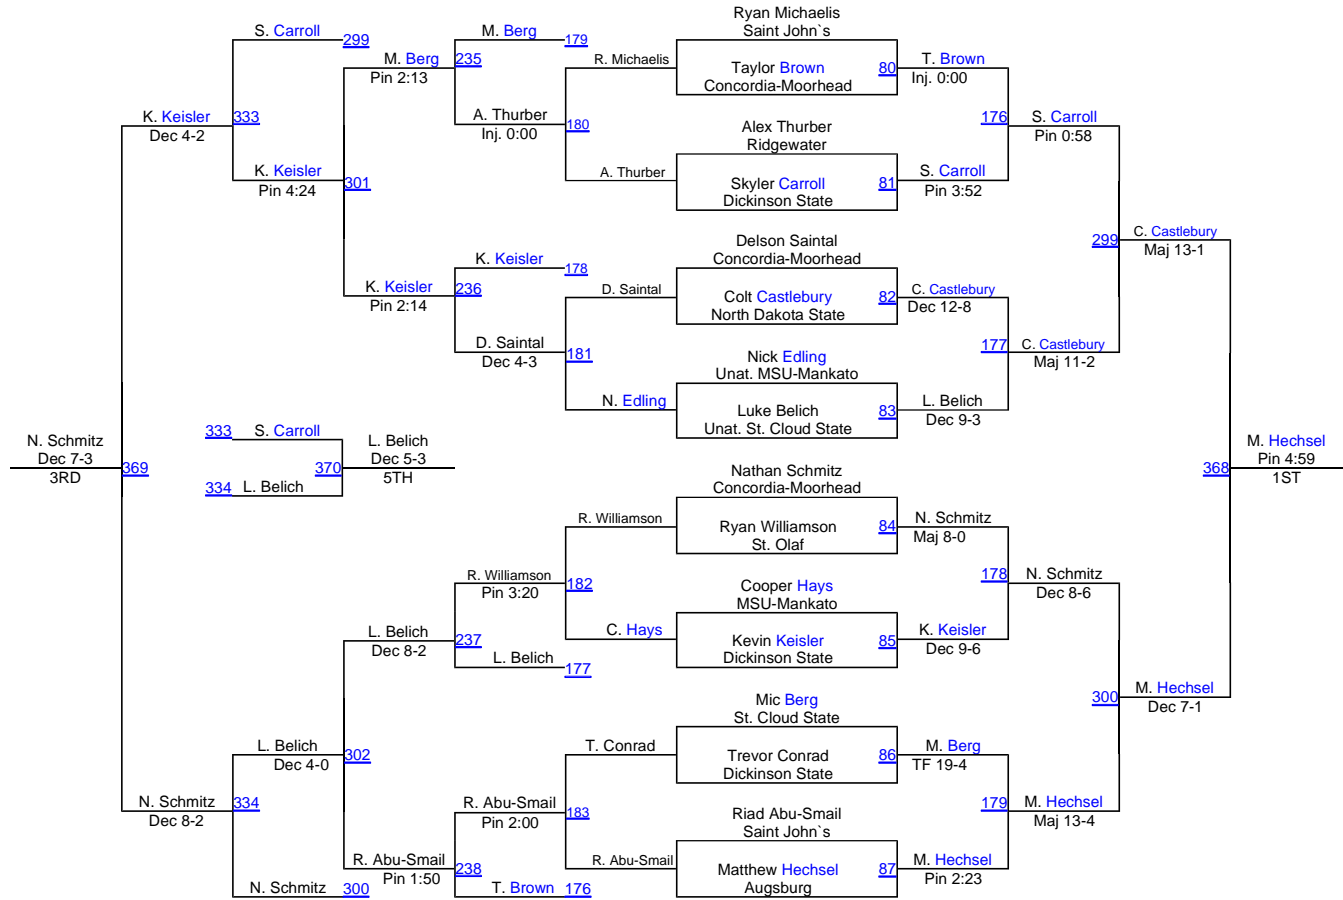 Ryan Michaelis
Saint John`s
S. Carroll
299
M. Berg
179
M. Berg
235
Pin 2:13
R. Michaelis
Taylor Brown
80
Concordia-Moorhead
T. Brown
Inj. 0:00
K. Keisler
333
Dec 4-2
A. Thurber
180
Inj. 0:00
Alex Thurber
Ridgewater
176
S. Carroll
Pin 0:58
K. Keisler
301
Pin 4:24
A. Thurber
Skyler Carroll
81
Dickinson State
S. Carroll
Pin 3:52
Delson Saintal
Concordia-Moorhead
299
C. Castlebury
Maj 13-1
K. Keisler
178
K. Keisler
236
Pin 2:14
D. Saintal
Colt Castlebury
82
North Dakota State
C. Castlebury
Dec 12-8
D. Saintal
181
Dec 4-3
Nick Edling
Unat. MSU-Mankato
177
C. Castlebury
Maj 11-2
N. Edling
Luke Belich
83
Unat. St. Cloud State
L. Belich
Dec 9-3
N. Schmitz
Dec 7-3
369
3RD
333
S. Carroll
370
334
L. Belich
L. Belich
Dec 5-3
5TH
M. Hechsel
368
Pin 4:59
1ST
Nathan Schmitz
Concordia-Moorhead
R. Williamson
Ryan Williamson
84
St. Olaf
N. Schmitz
Maj 8-0
R. Williamson
182
Pin 3:20
Cooper Hays
MSU-Mankato
178
N. Schmitz
Dec 8-6
L. Belich
237
Dec 8-2
L. Belich
177
C. Hays
Kevin Keisler
85
Dickinson State
K. Keisler
Dec 9-6
Mic Berg
St. Cloud State
300
M. Hechsel
Dec 7-1
L. Belich
302
Dec 4-0
T. Conrad
Trevor Conrad
86
Dickinson State
M. Berg
TF 19-4
N. Schmitz
334
Dec 8-2
R. Abu-Smail
183
Pin 2:00
Riad Abu-Smail
Saint John`s
179
M. Hechsel
Maj 13-4
R. Abu-Smail
238
Pin 1:50
R. Abu-Smail
Matthew Hechsel
87
Augsburg
M. Hechsel
Pin 2:23
N. Schmitz
300
T. Brown
176